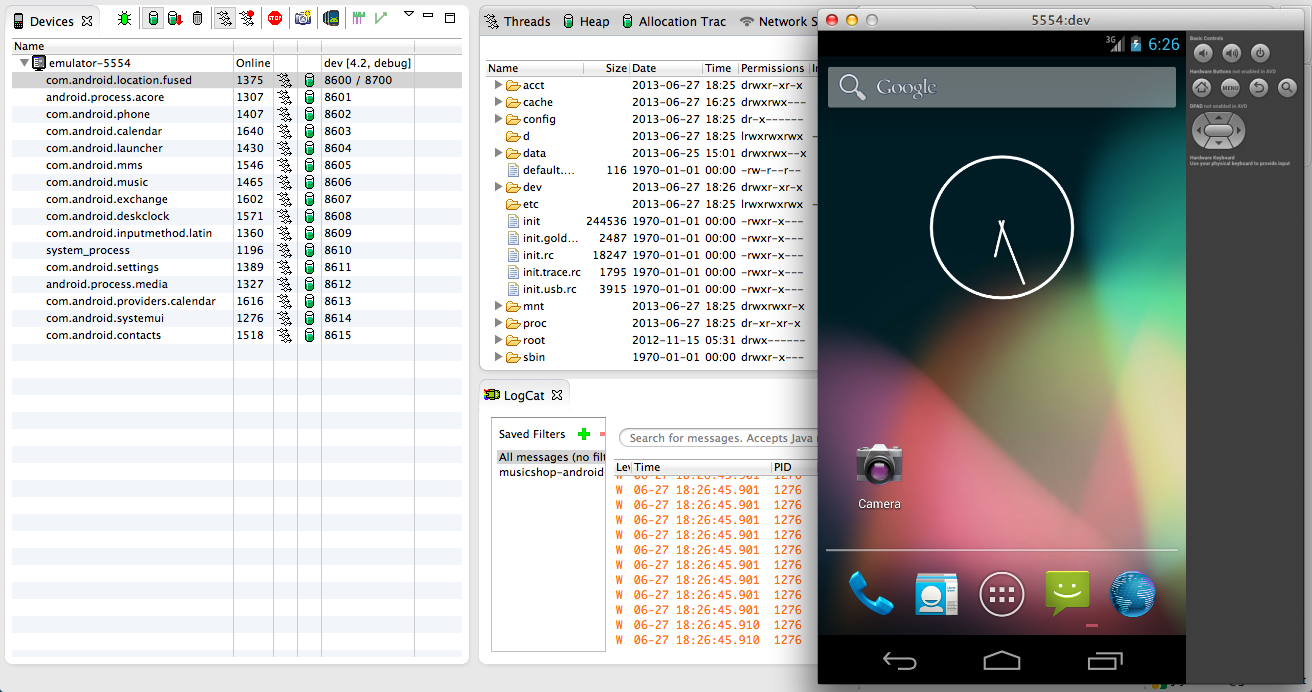 Devices
Name
emulator-5554 Online dev [4.2, debug]
com.android.location.fused 1375 8600 / 8700
android.process.acore 1307 8601
com.android.phone 1407 8602
com.android.calendar 1640 8603
com.android.launcher 1430 8604
com.android.mms 1546 8605
com.android.music 1465 8606
com.android.exchange 1602 8607
com.android.deskclock 1571 8608
com.android.inputmethod.latin 1360 8609
system_process 1196 8610
com.android.settings 1389 8611
android.process.media 1327 8612
com.android.providers.calendar 1616 8613
com.android.systemui 1276 8614
com.android.contacts 1518 8615
Threads Heap Allocation Trac Network S
Name Size Date Time Permissions
acct 2013-06-27 18:25 drwxr-xr-x
cache 2013-06-27 16:25 drwxrwx---
config 2013-06-27 18:25 dr-x------
d 2013-06-27 18:25 lrwxrwxrwx
data 2013-06-25 15:01 drwxrwx--x
default.... 116 1970-01-01 00:00 -rw-r--r--
dev 2013-06-27 18:26 drwxr-xr-x
etc 2013-06-27 18:25 lrwxrwxrwx
init 244536 1970-01-01 00:00 -rwxr-x---
init.gold... 2487 1970-01-01 00:00 -rwxr-x---
init.rc 18247 1970-01-01 00:00 -rwxr-x---
init.trace.rc 1795 1970-01-01 00:00 -rwxr-x---
init.usb.rc 3915 1970-01-01 00:00 -rwxr-x---
mnt 2013-06-27 18:25 drwxrwxr-x
proc 2013-06-27 18:25 dr-xr-xr-x
root 2012-11-15 05:31 drwx------
sbin 1970-01-01 00:00 drwxr-x---
LogCat
Saved Filters
All messages (no filt
musicshop-android
Search for messages. Accepts Java
Time PID
W 06-27 18:26:45.901 1276
W 06-27 18:26:45.901 1276
W 06-27 18:26:45.901 1276
W 06-27 18:26:45.901 1276
W 06-27 18:26:45.901 1276
W 06-27 18:26:45.901 1276
W 06-27 18:26:45.901 1276
W 06-27 18:26:45.901 1276
W 06-27 18:26:45.901 1276
W 06-27 18:26:45.910 1276
W 06-27 18:26:45.910 1276
5554:dev
3G 6:26
Google
Camera
Basic Controls
Hardware Buttons not enabled in AVD
MENU
DPAD not enabled in AVD
Hardware Keyboard
Use your physical keyboard to provide input